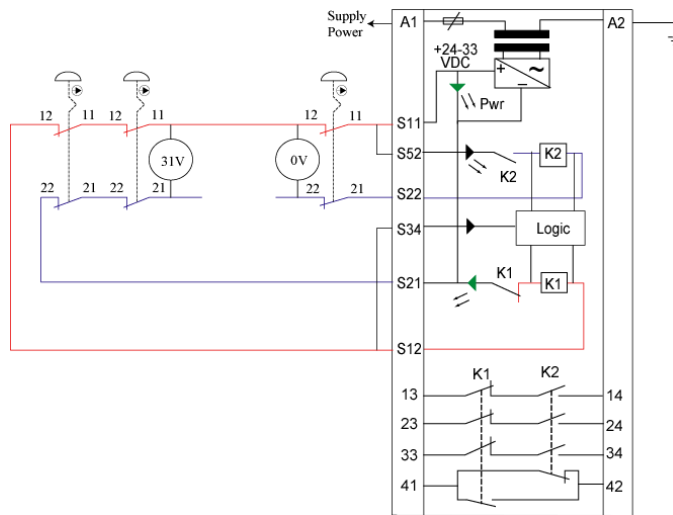 Supply
Power
A1
A2
+24-33
VDC
+
~
−
Pwr
12 11 12 11 12 11
S11
31V
0V
S52
K2
K2
22 21 22 21 22 21
S22
S34
Logic
S21
K1
K1
S12
K1
K2
13
14
23
24
33
34
41
42